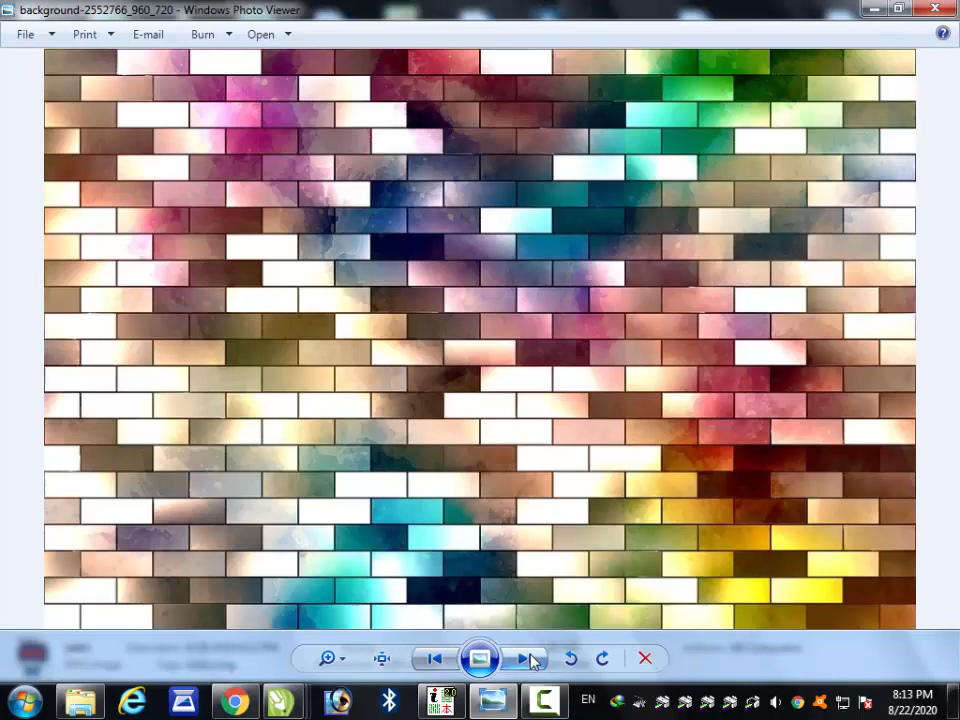 background-2552766_960_720 - Windows Photo Viewer
File Print E-mail Burn Open
EN
8:13 PM
8/22/2020